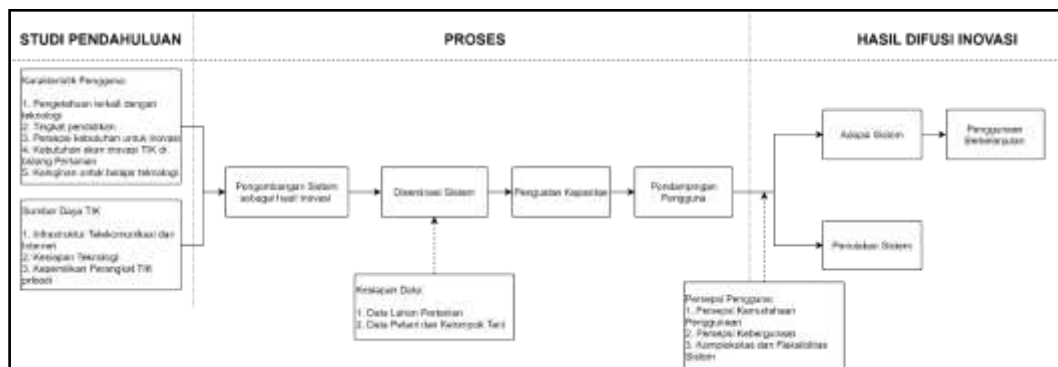 STUDI PENDAHULUAN
PROSES
HASIL DIFUSI INOVASI
Karakteristik Pengguna:
1. Pengetahuan terkait dengan
teknologi
2. Tingkat pendidikan
3. Persepsi kebutuhan untuk inovasi
4. Kebutuhan akan inovasi TIK di
bidang Pertanian
5. Keinginan untuk belajar teknologi
Sumber Daya TIK
1. Infrastruktur Telekomunikasi dan
Internet
2. Kesiapan Teknologi
3. Kepemilikan Perangkat TIK
pribadi
Pengembangan Sistem
sebagai hasil inovasi
Diseminasi Sistem
Penguatan Kapasitas
Pendampingan
Pengguna
Kesiapan Data:
1. Data Lahan Pertanian
2. Data Petani dan Kelompok Tani
Persepsi Pengguna:
1. Persepsi Kemudahaan
Penggunaan
2. Persepsi Kebergunaan
3. Kompleksitas dan Fleksibilitas
Sistem
Adopsi Sistem
Penggunaan
Berkelanjutan
Penolakan Sistem